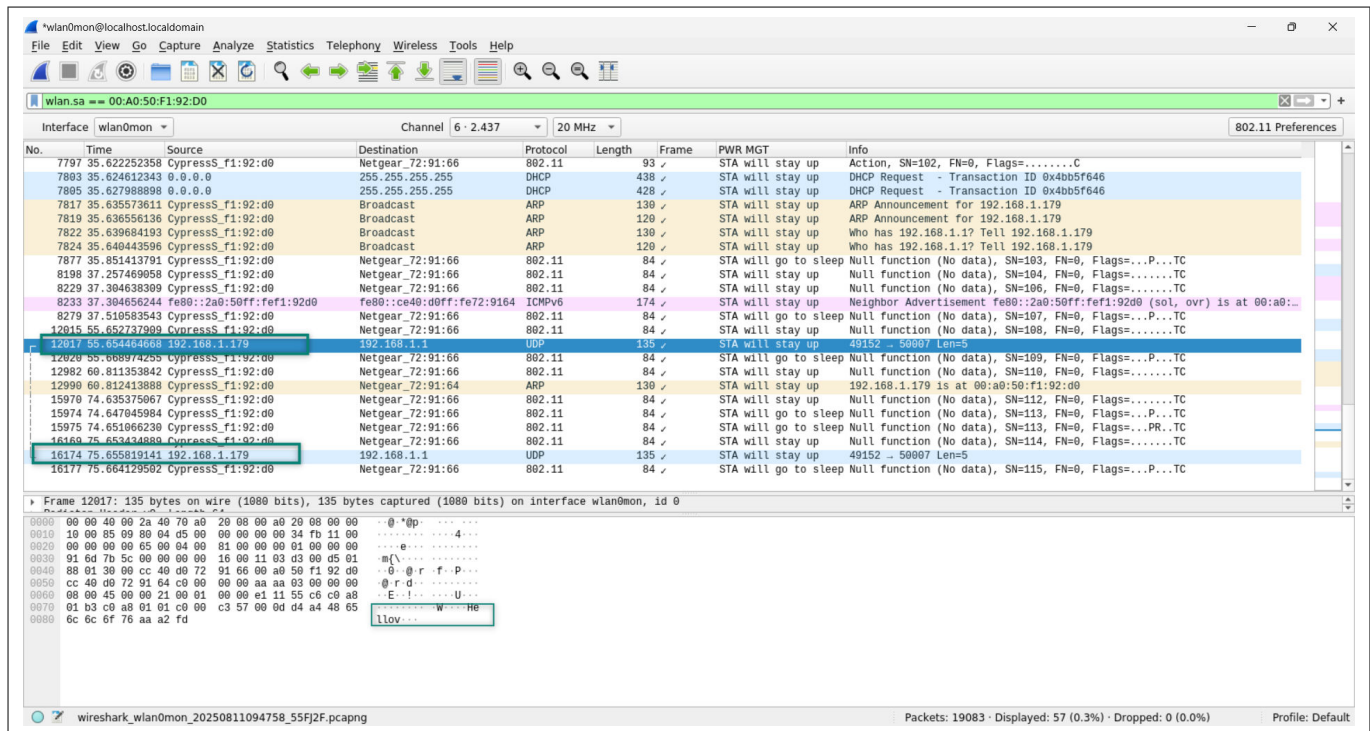 *wlan0mon@localhost.localdomain
File Edit View Go Capture Analyze Statistics Telephony Wireless Tools Help
wlan.sa == 00:A0:50:F1:92:D0
Interface wlan0mon Channel 6 · 2.437 20 MHz 802.11 Preferences
No. Time Source Destination Protocol Length Frame PWR MGT Info
7797 35.622252358 CypressS_f1:92:d0 Netgear_72:91:66 802.11 93 ✓ STA will stay up Action, SN=102, FN=0, Flags=........C
7803 35.624612343 0.0.0.0 255.255.255.255 DHCP 438 ✓ STA will stay up DHCP Request - Transaction ID 0x4bb5f646
7805 35.627988898 0.0.0.0 255.255.255.255 DHCP 428 ✓ STA will stay up DHCP Request - Transaction ID 0x4bb5f646
7817 35.635573611 CypressS_f1:92:d0 Broadcast ARP 130 ✓ STA will stay up ARP Announcement for 192.168.1.179
7819 35.636556136 CypressS_f1:92:d0 Broadcast ARP 120 ✓ STA will stay up ARP Announcement for 192.168.1.179
7822 35.639684193 CypressS_f1:92:d0 Broadcast ARP 130 ✓ STA will stay up Who has 192.168.1.1? Tell 192.168.1.179
7824 35.640443596 CypressS_f1:92:d0 Broadcast ARP 120 ✓ STA will stay up Who has 192.168.1.1? Tell 192.168.1.179
7877 35.851413791 CypressS_f1:92:d0 Netgear_72:91:66 802.11 84 ✓ STA will go to sleep Null function (No data), SN=103, FN=0, Flags=...P...TC
8198 37.257469058 CypressS_f1:92:d0 Netgear_72:91:66 802.11 84 ✓ STA will stay up Null function (No data), SN=104, FN=0, Flags=.......TC
8229 37.304638309 CypressS_f1:92:d0 Netgear_72:91:66 802.11 84 ✓ STA will stay up Null function (No data), SN=106, FN=0, Flags=.......TC
8233 37.304656244 fe80::2a0:50ff:fef1:92d0 fe80::ce40:d0ff:fe72:9164 ICMPv6 174 ✓ STA will stay up Neighbor Advertisement fe80::2a0:50ff:fef1:92d0 (sol, ovr) is at 00:a0:…
8279 37.510583543 CypressS_f1:92:d0 Netgear_72:91:66 802.11 84 ✓ STA will go to sleep Null function (No data), SN=107, FN=0, Flags=...P...TC
12015 55.652737909 CypressS_f1:92:d0 Netgear_72:91:66 802.11 84 ✓ STA will stay up Null function (No data), SN=108, FN=0, Flags=.......TC
12017 55.654464668 192.168.1.179 192.168.1.1 UDP 135 ✓ STA will stay up 49152 → 50007 Len=5
12020 55.668974255 CypressS_f1:92:d0 Netgear_72:91:66 802.11 84 ✓ STA will go to sleep Null function (No data), SN=109, FN=0, Flags=...P...TC
12982 60.811353842 CypressS_f1:92:d0 Netgear_72:91:66 802.11 84 ✓ STA will stay up Null function (No data), SN=110, FN=0, Flags=.......TC
12990 60.812413888 CypressS_f1:92:d0 Netgear_72:91:64 ARP 130 ✓ STA will stay up 192.168.1.179 is at 00:a0:50:f1:92:d0
15970 74.635375067 CypressS_f1:92:d0 Netgear_72:91:66 802.11 84 ✓ STA will stay up Null function (No data), SN=112, FN=0, Flags=.......TC
15974 74.647045984 CypressS_f1:92:d0 Netgear_72:91:66 802.11 84 ✓ STA will go to sleep Null function (No data), SN=113, FN=0, Flags=...P...TC
15975 74.651066230 CypressS_f1:92:d0 Netgear_72:91:66 802.11 84 ✓ STA will go to sleep Null function (No data), SN=113, FN=0, Flags=...PR..TC
16169 75.653434889 CypressS_f1:92:d0 Netgear_72:91:66 802.11 84 ✓ STA will stay up Null function (No data), SN=114, FN=0, Flags=.......TC
16174 75.655819141 192.168.1.179 192.168.1.1 UDP 135 ✓ STA will stay up 49152 → 50007 Len=5
16177 75.664129502 CypressS_f1:92:d0 Netgear_72:91:66 802.11 84 ✓ STA will go to sleep Null function (No data), SN=115, FN=0, Flags=...P...TC
Frame 12017: 135 bytes on wire (1080 bits), 135 bytes captured (1080 bits) on interface wlan0mon, id 0
0000 00 00 40 00 2a 40 70 a0 20 08 00 a0 20 08 00 00 ··@·*@p· ··· ···
0010 10 00 85 09 80 04 d5 00 00 00 00 00 34 fb 11 00 ········ ····4···
0020 00 00 00 00 65 00 04 00 81 00 00 00 01 00 00 00 ····e··· ········
0030 91 6d 7b 5c 00 00 00 00 16 00 11 03 d3 00 d5 01 ·m{\···· ········
0040 88 01 30 00 cc 40 d0 72 91 66 00 a0 50 f1 92 d0 ··0··@·r ·f··P···
0050 cc 40 d0 72 91 64 c0 00 00 00 aa aa 03 00 00 00 ·@·r·d·· ········
0060 08 00 45 00 00 21 00 01 00 00 e1 11 55 c6 c0 a8 ··E··!·· ····U···
0070 01 b3 c0 a8 01 01 c0 00 c3 57 00 0d d4 a4 48 65 ········ ·W····He
0080 6c 6c 6f 76 aa a2 fd llov···
wireshark_wlan0mon_20250811094758_55FJ2F.pcapng Packets: 19083 · Displayed: 57 (0.3%) · Dropped: 0 (0.0%) Profile: Default